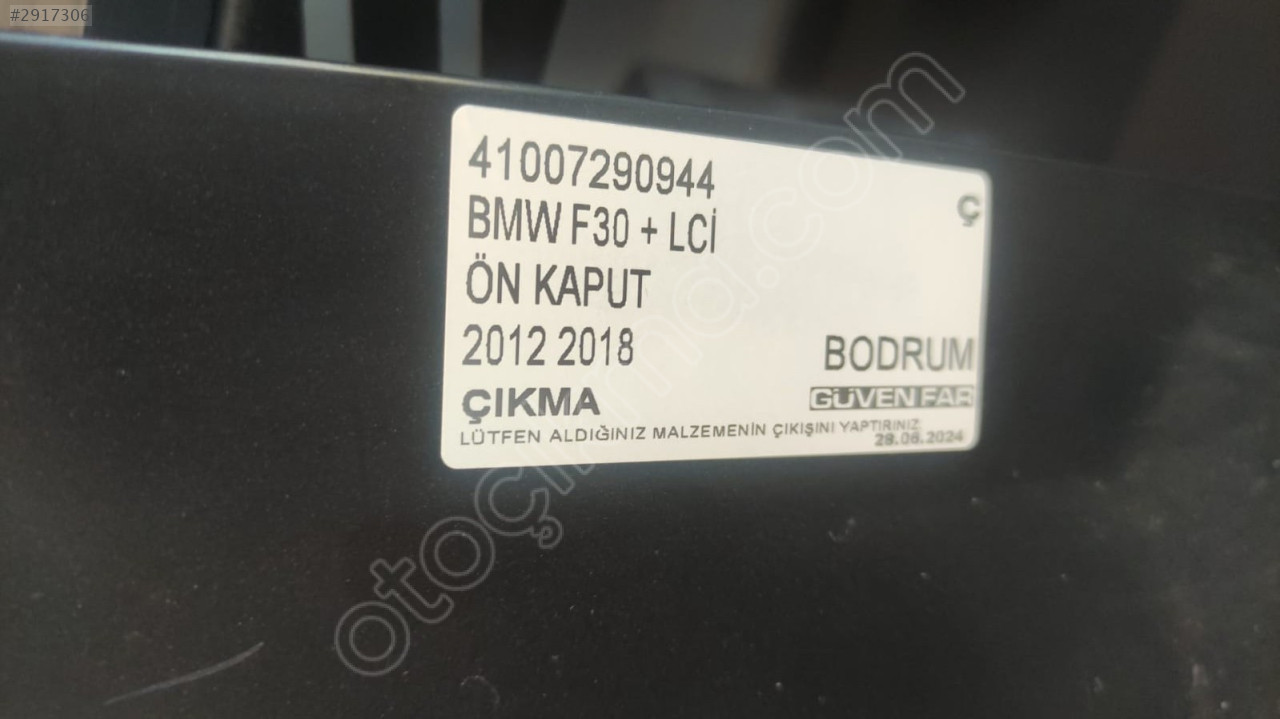 #2917306
41007290944
BMW F30 + LCİ
Ç
ÖN KAPUT
2012 2018
BODRUM
ÇIKMA
GÜVEN FAR
LÜTFEN ALDIĞINIZ MALZEMENİN ÇIKIŞINI YAPTIRINIZ
28.06.2024
otoçıkma.com